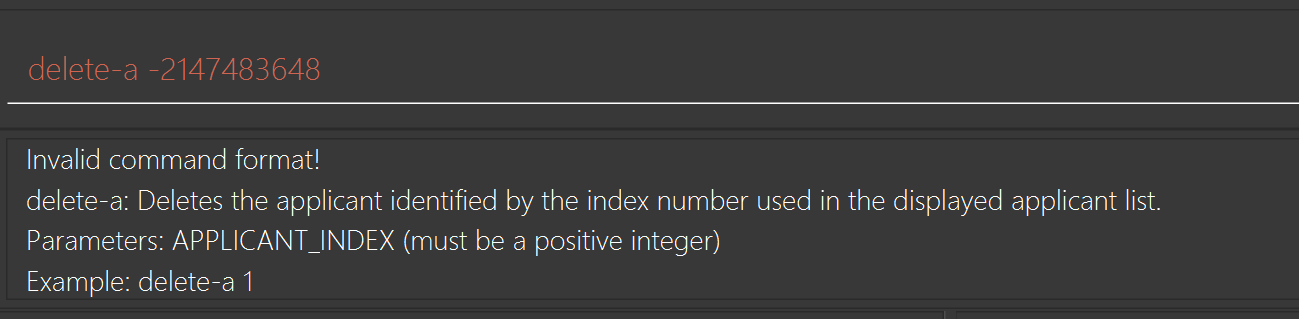 delete-a -2147483648
Invalid command format!
delete-a: Deletes the applicant identified by the index number used in the displayed applicant list.
Parameters: APPLICANT_INDEX (must be a positive integer)
Example: delete-a 1